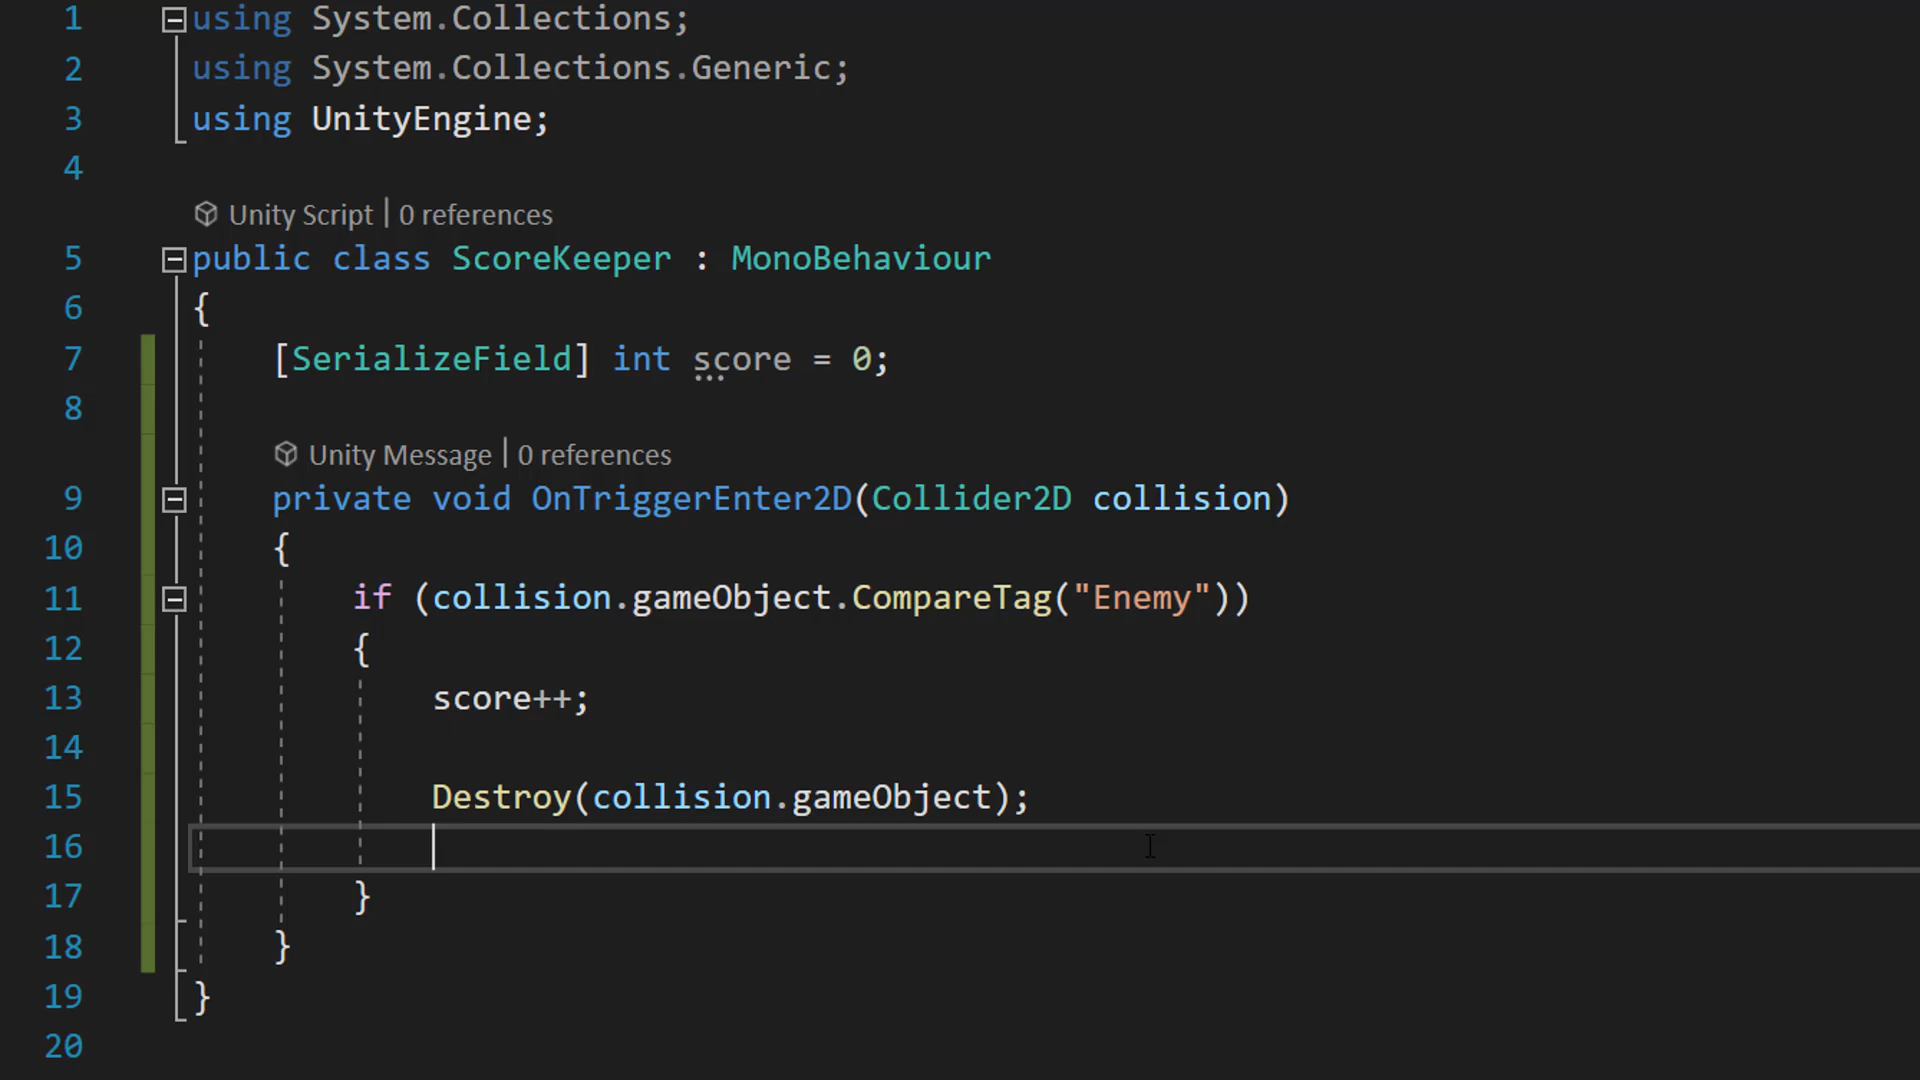 1 using System.Collections;
2 using System.Collections.Generic;
3 using UnityEngine;
4
Unity Script | 0 references
5 public class ScoreKeeper : MonoBehaviour
6 {
7 [SerializeField] int score = 0;
8
Unity Message | 0 references
9 private void OnTriggerEnter2D(Collider2D collision)
10 {
11 if (collision.gameObject.CompareTag("Enemy"))
12 {
13 score++;
14
15 Destroy(collision.gameObject);
16
17 }
18 }
19 }
20